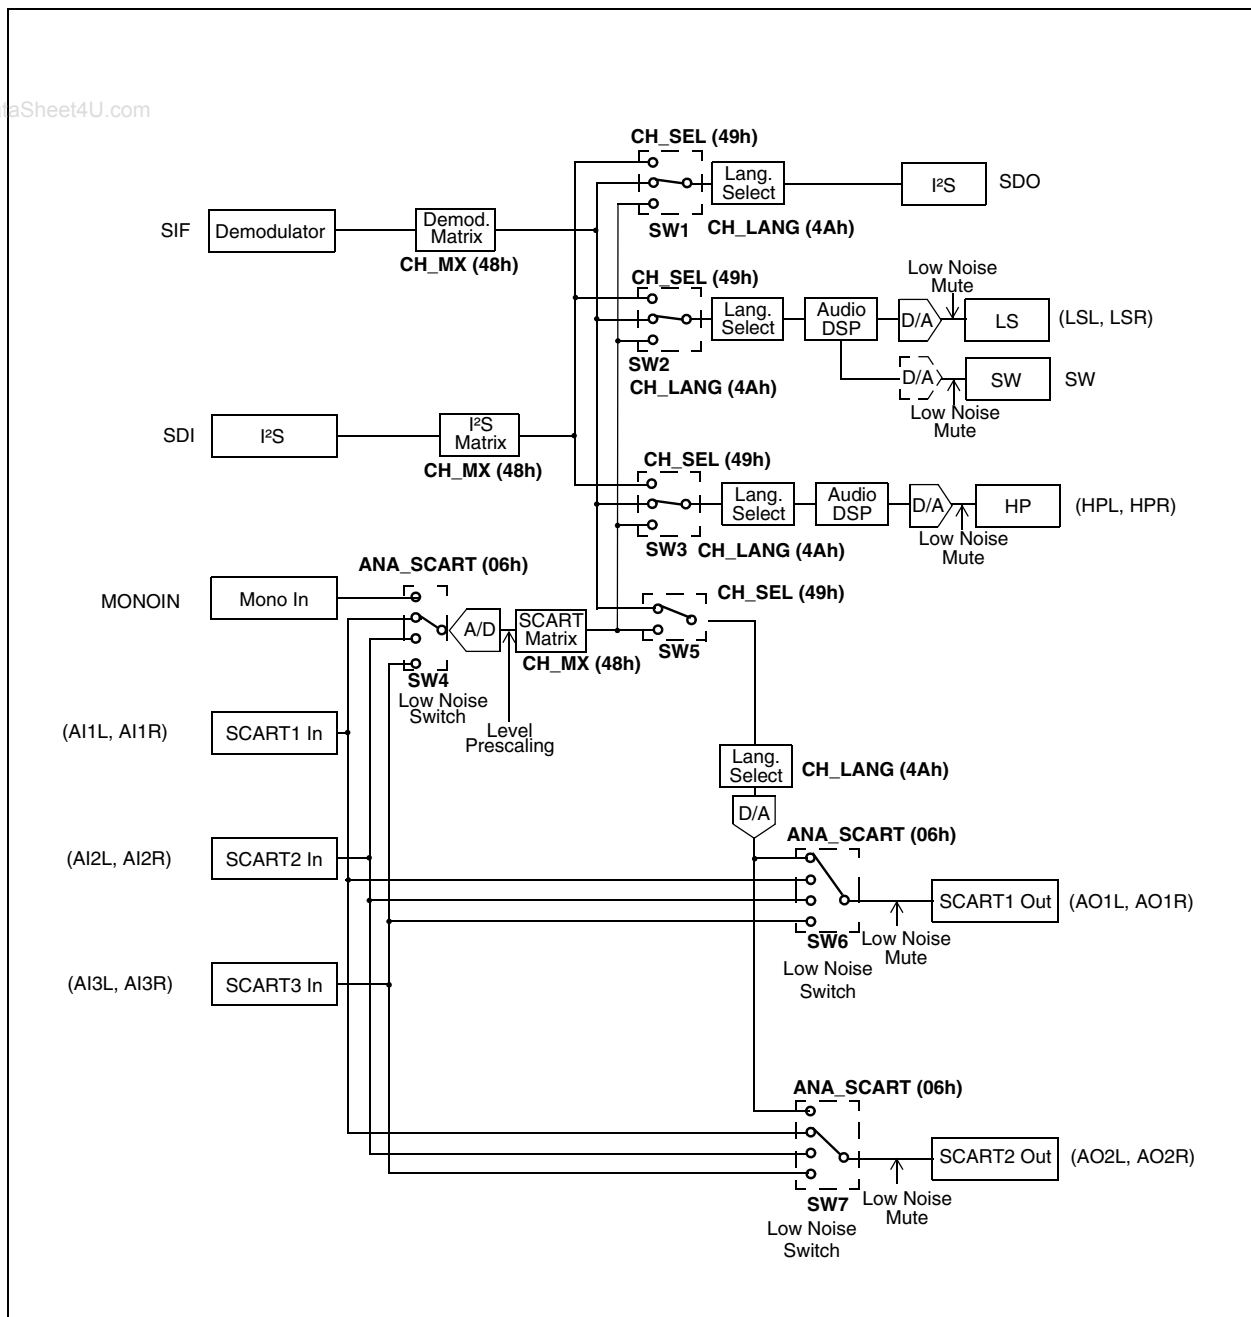 taSheet4U.com
CH_SEL (49h)
Lang.
Select
I²S
SDO
SW1
CH_LANG (4Ah)
SIF
Demodulator
Demod.
Matrix
CH_MX (48h)
CH_SEL (49h)
Lang.
Select
Audio
DSP
D/A
Low Noise
Mute
LS
(LSL, LSR)
SW2
CH_LANG (4Ah)
D/A
SW
SW
Low Noise
Mute
SDI
I²S
I²S
Matrix
CH_MX (48h)
CH_SEL (49h)
Lang.
Select
Audio
DSP
D/A
HP
(HPL, HPR)
Low Noise
Mute
SW3
CH_LANG (4Ah)
ANA_SCART (06h)
MONOIN
Mono In
A/D
SCART
Matrix
CH_MX (48h)
CH_SEL (49h)
SW5
SW4
Low Noise
Switch
Level
Prescaling
(AI1L, AI1R)
SCART1 In
Lang.
Select
CH_LANG (4Ah)
D/A
(AI2L, AI2R)
SCART2 In
ANA_SCART (06h)
SCART1 Out
(AO1L, AO1R)
SW6
Low Noise
Mute
Low Noise
Switch
(AI3L, AI3R)
SCART3 In
ANA_SCART (06h)
SCART2 Out
(AO2L, AO2R)
SW7
Low Noise
Mute
Low Noise
Switch